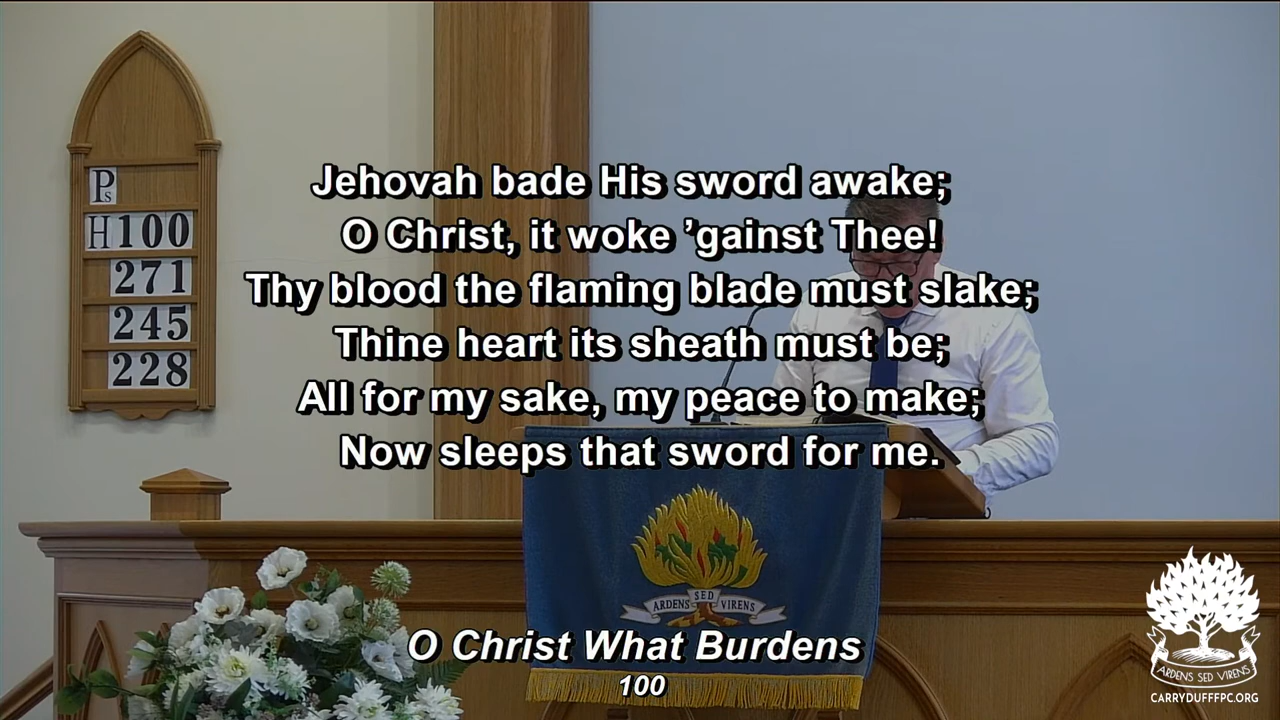 Ps
H100
271
245
228
Jehovah bade His sword awake;
O Christ, it woke ’gainst Thee!
Thy blood the flaming blade must slake;
Thine heart its sheath must be;
All for my sake, my peace to make;
Now sleeps that sword for me.
ARDENS SED VIRENS
O Christ What Burdens
100
ARDENS SED VIRENS
CARRYDUFFFPC.ORG